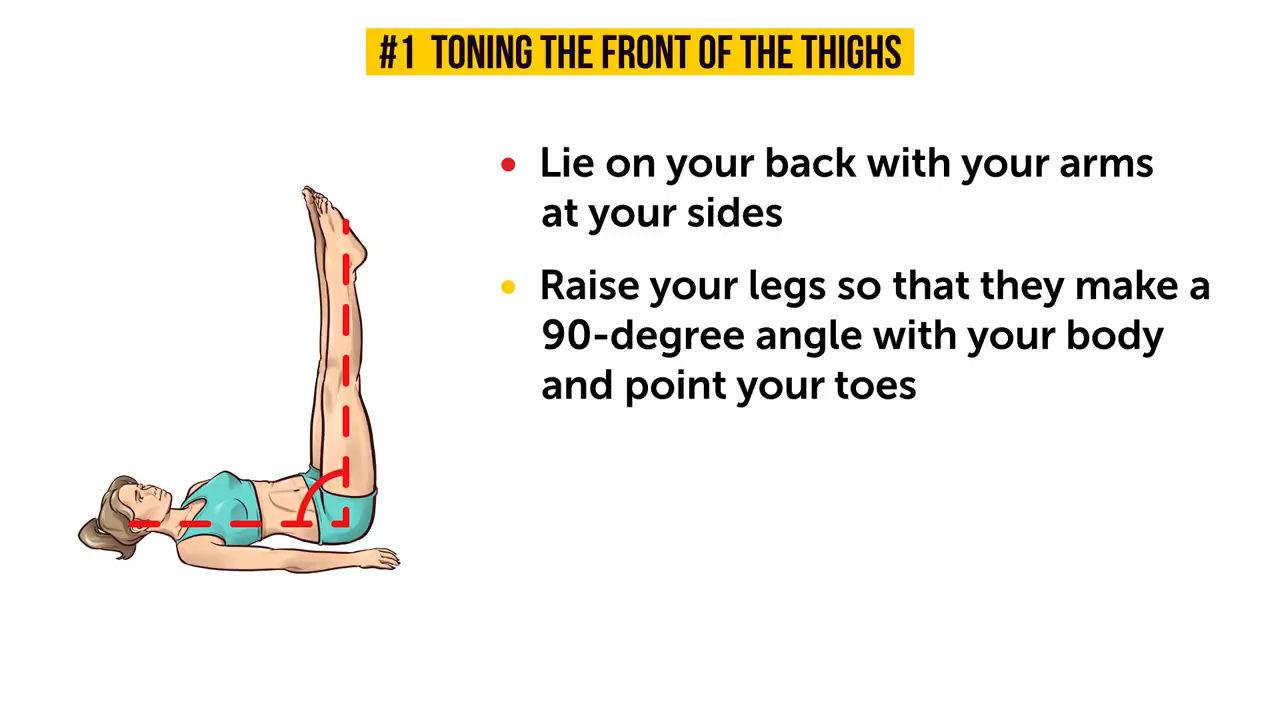 #1 TONING THE FRONT OF THE THIGHS
• Lie on your back with your arms
at your sides
• Raise your legs so that they make a
90-degree angle with your body
and point your toes